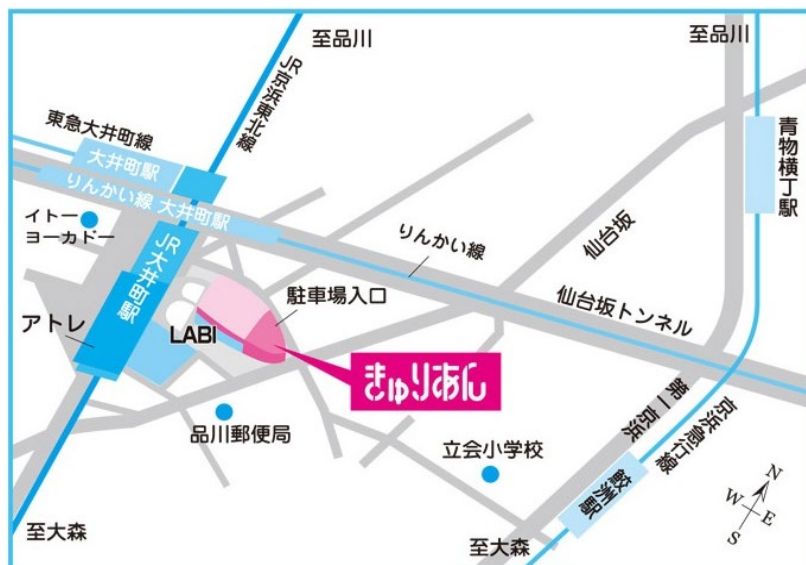 至品川
至品川
JR京浜東北線
東急大井町線
大井町駅
りんかい線 大井町駅
青物横丁駅
イトー
ヨーカドー
JR大井町駅
りんかい線
仙台坂
駐車場入口
仙台坂トンネル
アトレ
LABI
きゅりあん
第一京浜
京浜急行線
品川郵便局
立会小学校
鮫洲駅
N
W
E
S
至大森
至大森